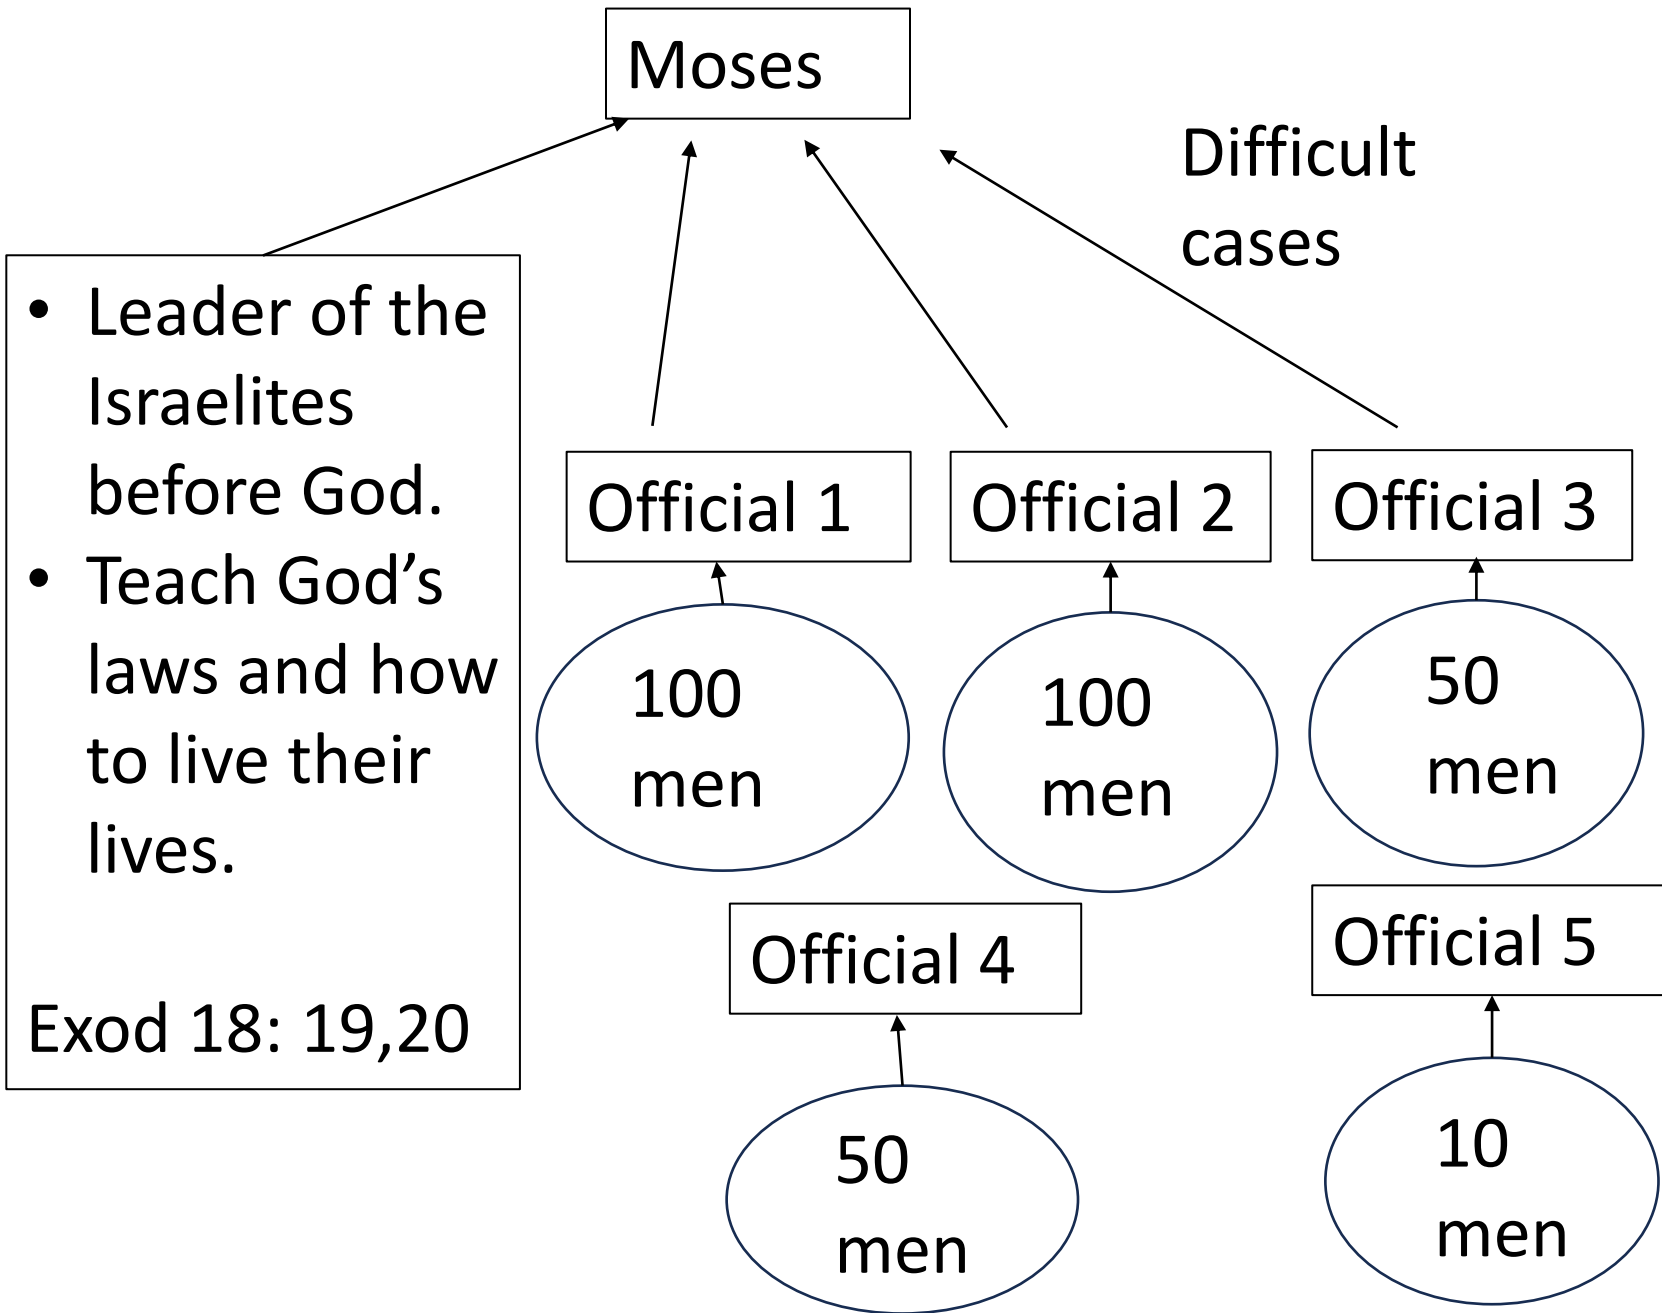 Moses
Difficult
cases
• Leader of the
Israelites
before God.
• Teach God’s
laws and how
to live their
lives.
Exod 18: 19,20
Official 1
Official 2
Official 3
100
men
100
men
50
men
Official 4
Official 5
50
men
10
men